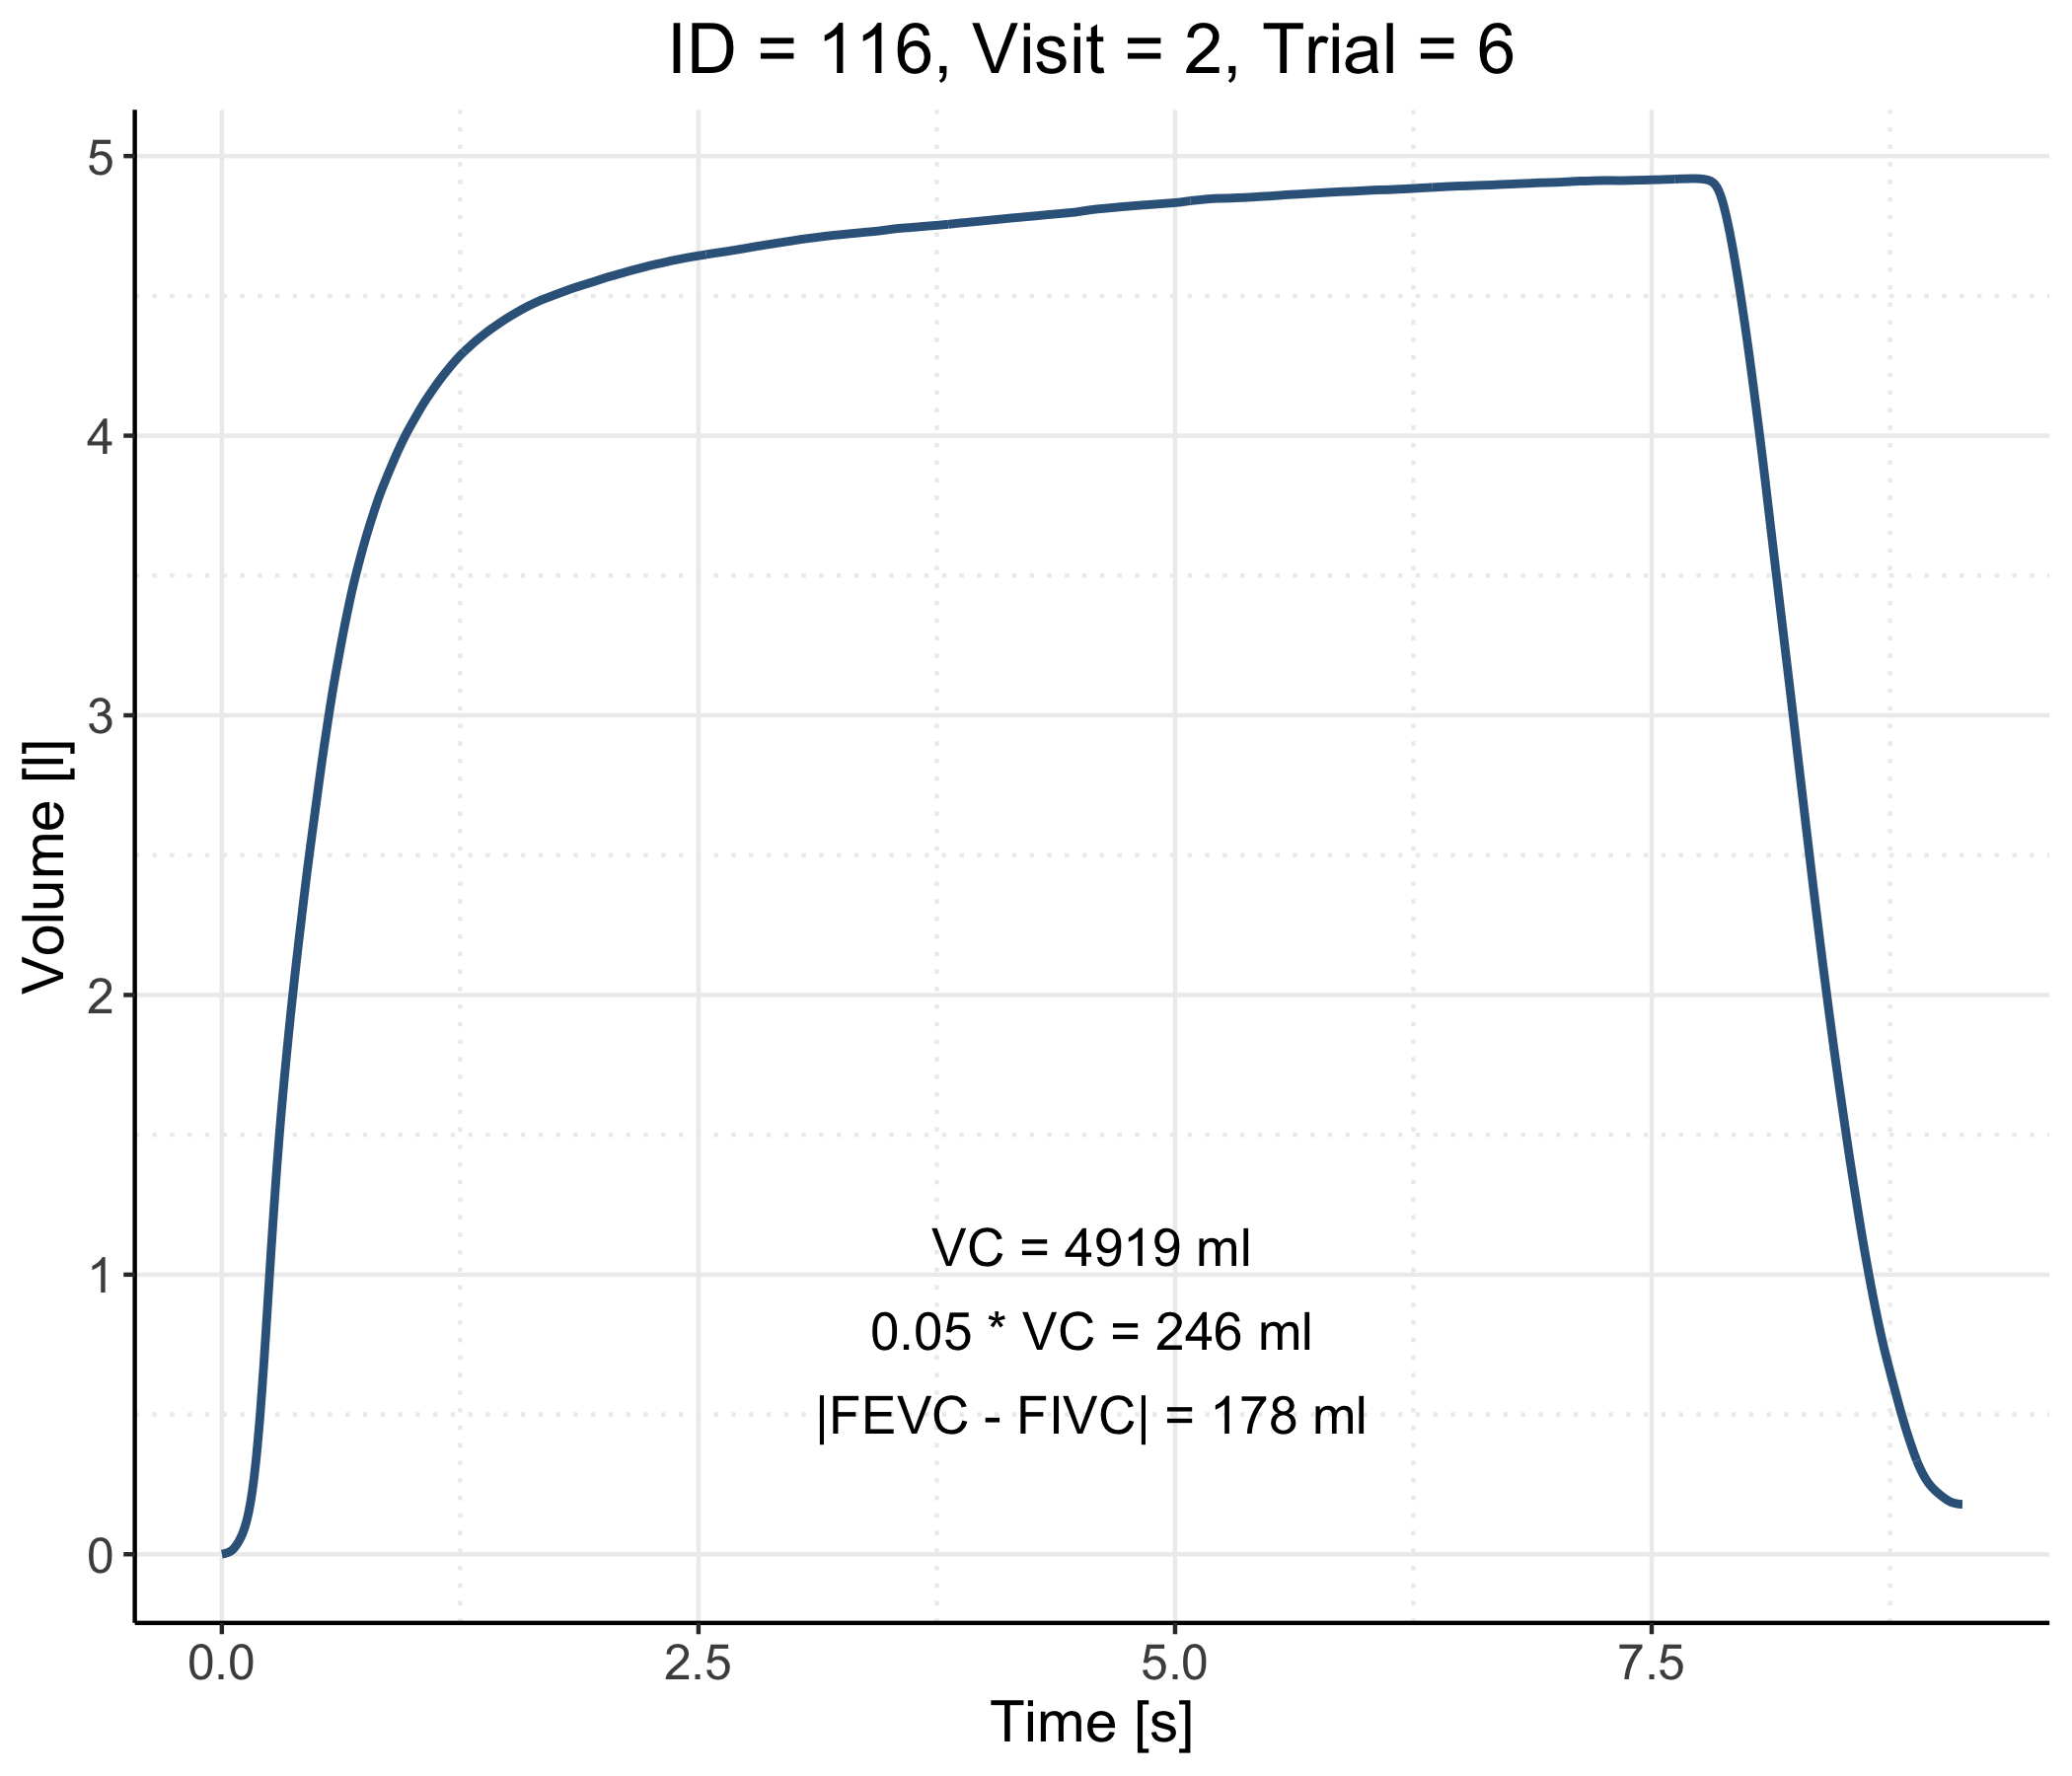 ID = 116, Visit = 2, Trial = 6
5
4
3
2
1
0
Volume [l]
VC = 4919 ml
0.05 * VC = 246 ml
|FEVC - FIVC| = 178 ml
0.0 2.5 5.0 7.5
Time [s]